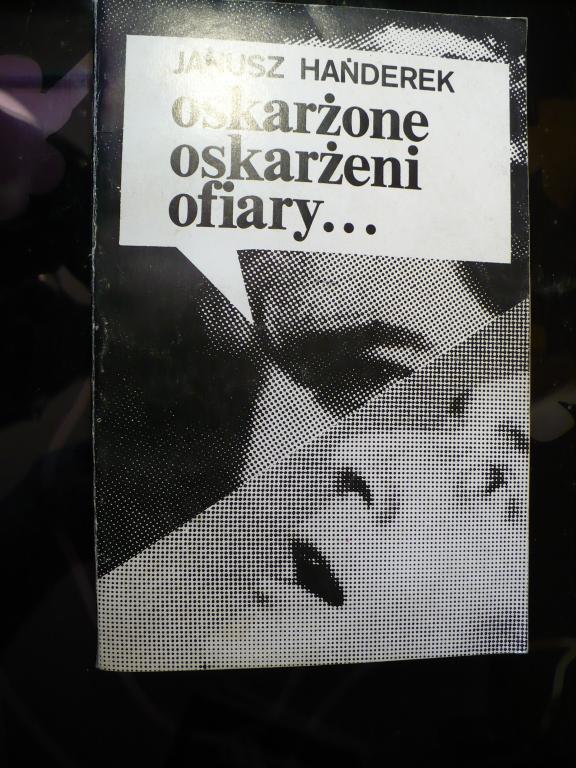 JANUSZ HAŃDEREK
oskarżone
oskarżeni
ofiary...